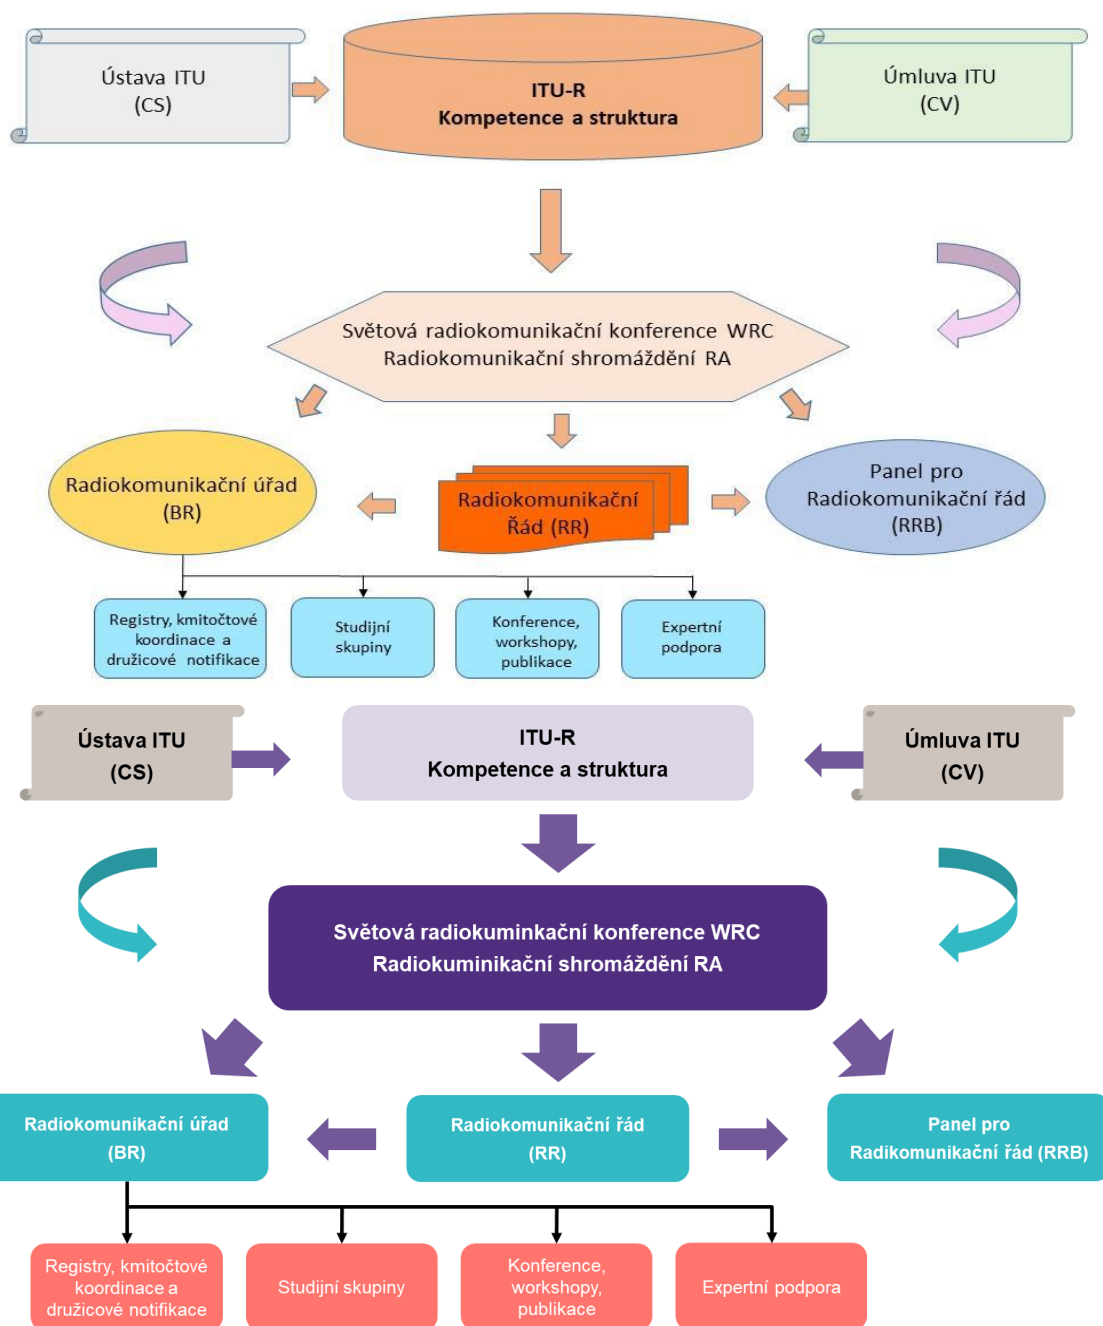 Ústava ITU
(CS)
ITU-R
Kompetence a struktura
Úmluva ITU
(CV)
Světová radiokomunikační konference WRC
Radiokomunikační shromáždění RA
Radiokomunikační úřad
(BR)
Radiokomunikační
Řád (RR)
Panel pro
Radiokomunikační řád
(RRB)
Registry, kmitočtové
koordinace a
družicové notifikace
Studijní
skupiny
Konference,
workshopy,
publikace
Expertní
podpora
Ústava ITU
(CS)
ITU-R
Kompetence a struktura
Úmluva ITU
(CV)
Světová radiokuminkační konference WRC
Radiokuminikační shromáždění RA
Radiokomunikační úřad
(BR)
Radiokomunikační řád
(RR)
Panel pro
Radikomunikační řád (RRB)
Registry, kmitočtové
koordinace a
družicové notifikace
Studijní skupiny
Konference,
workshopy,
publikace
Expertní podpora